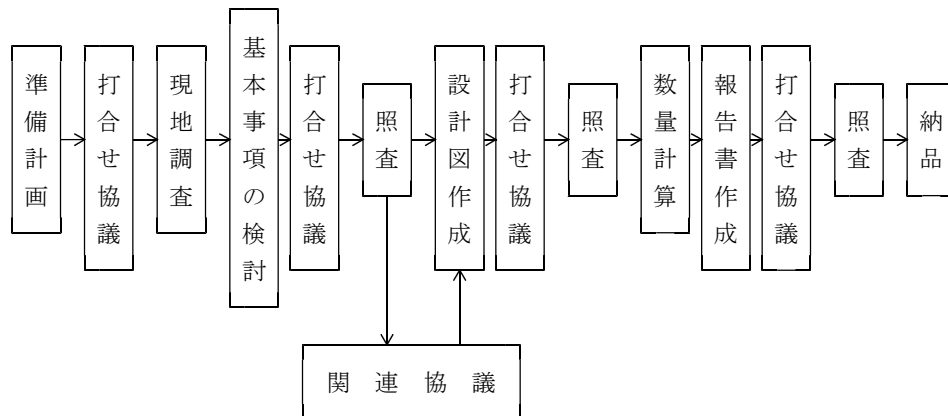 準備計画
打合せ協議
現地調査
基本事項の検討
打合せ協議
照査
設計図作成
打合せ協議
照査
数量計算
報告書作成
打合せ協議
照査
納品
関連協議